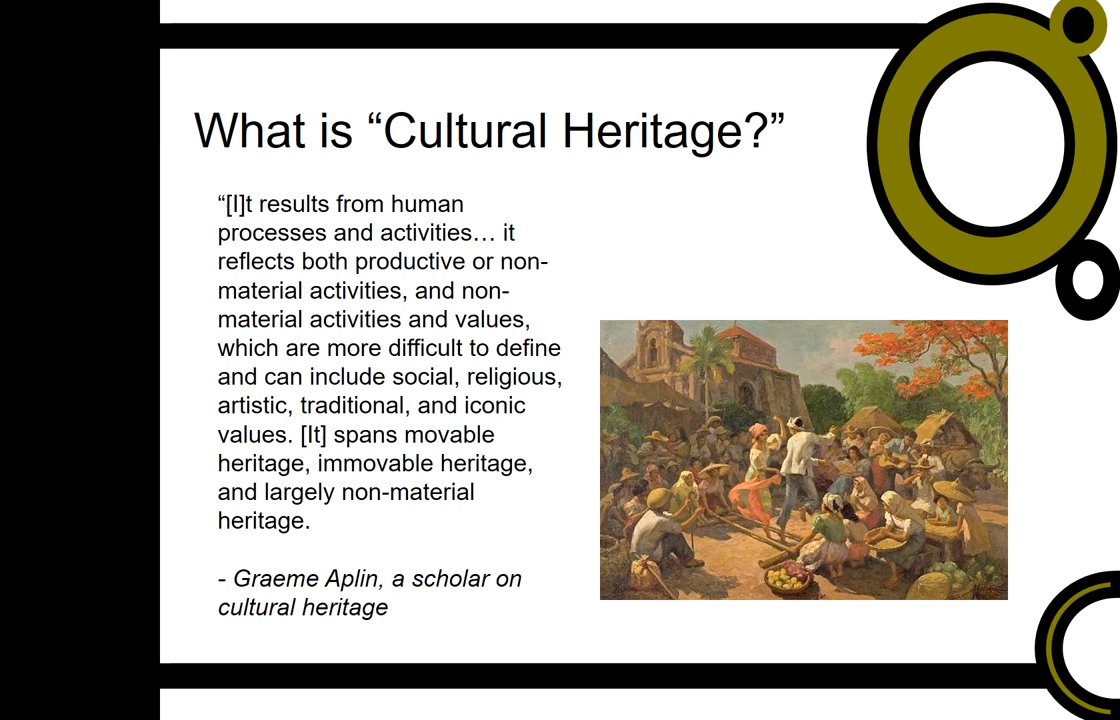 What is “Cultural Heritage?”
“[I]t results from human
processes and activities… it
reflects both productive or non-
material activities, and non-
material activities and values,
which are more difficult to define
and can include social, religious,
artistic, traditional, and iconic
values. [It] spans movable
heritage, immovable heritage,
and largely non-material
heritage.
- Graeme Aplin, a scholar on
cultural heritage